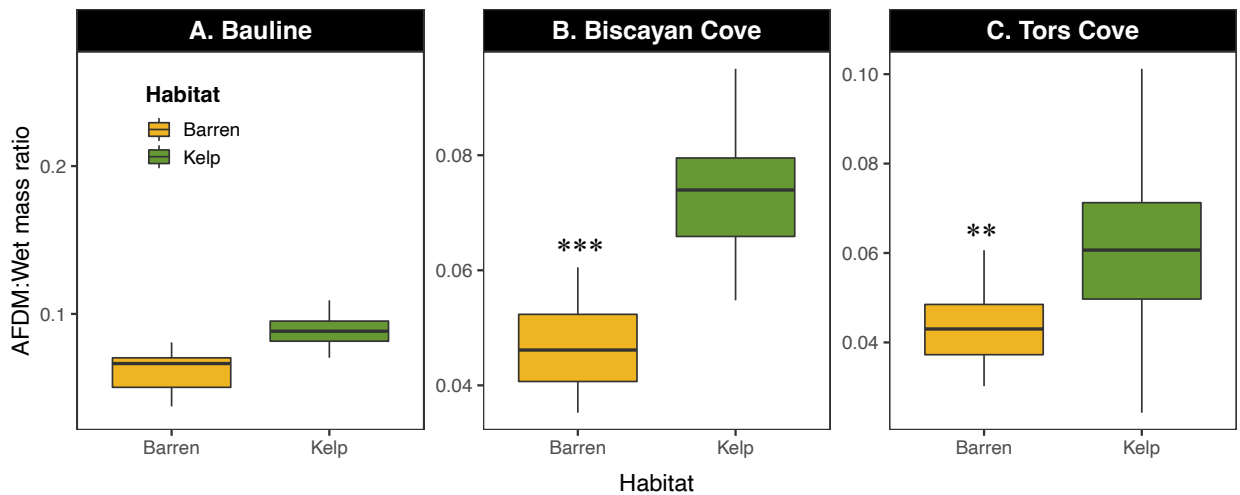 A. Bauline
B. Biscayan Cove
C. Tors Cove
AFDM:Wet mass ratio
0.2
0.1
Habitat
Barren
Kelp
Barren
Kelp
0.08
0.06
0.04
***
Barren
Kelp
0.10
0.08
0.06
0.04
**
Barren
Kelp
Habitat